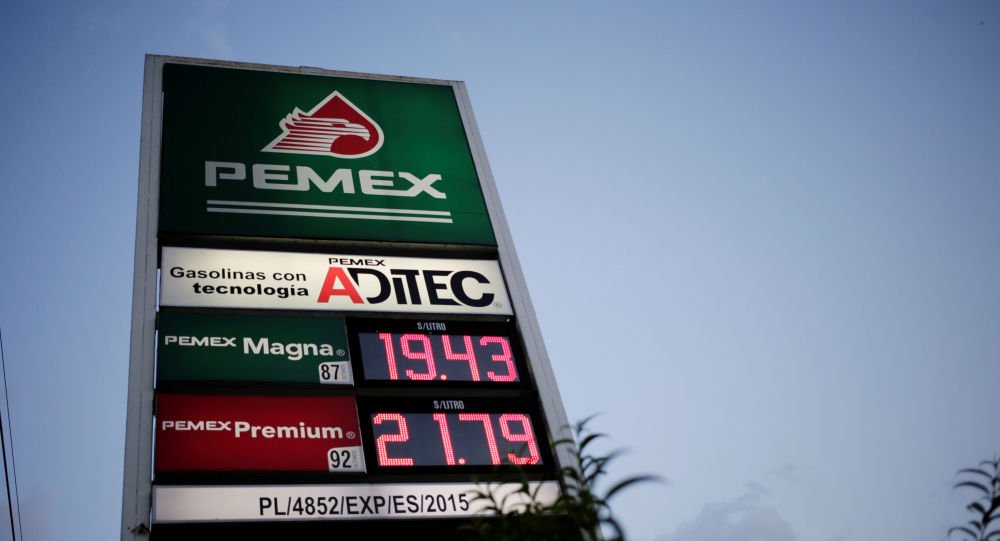 PEMEX
Gasolinas con
tecnología
PEMEX
ADITEC®
$/LITRO
PEMEX Magna®
87
19.43
$/LITRO
PEMEX Premium®
92
21.79
PL/4852/EXP/ES/2015